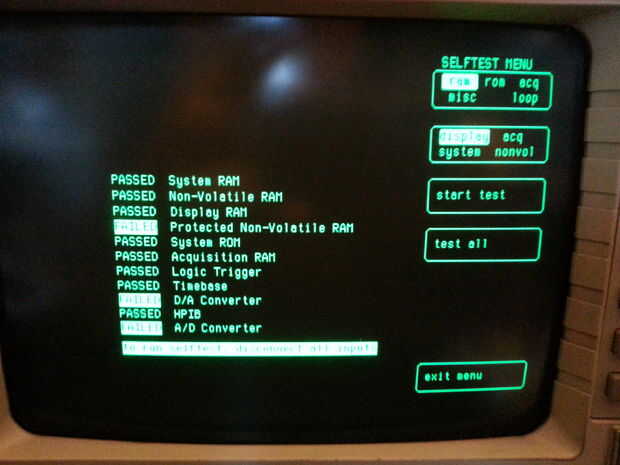 SELFTEST MENU
ram rom acq
misc loop
display acq
system nonvol
start test
test all
PASSED System RAM
PASSED Non-Volatile RAM
PASSED Display RAM
FAILED Protected Non-Volatile RAM
PASSED System ROM
PASSED Acquisition RAM
PASSED Logic Trigger
PASSED Timebase
FAILED D/A Converter
PASSED HPIB
FAILED A/D Converter
to run selftest, disconnect all inputs
exit menu